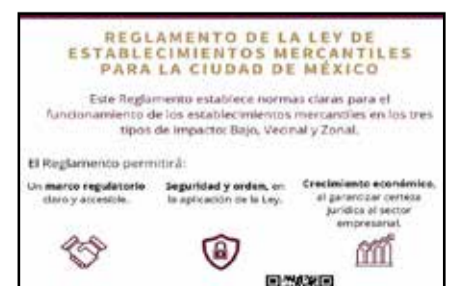 REGLAMENTO DE LA LEY DE
ESTABLECIMIENTOS MERCANTILES
PARA LA CIUDAD DE MÉXICO
Este Reglamento establece normas claras para el
funcionamiento de los establecimientos mercantiles en los tres
tipos de impacto: Bajo, Vecinal y Zonal.
El Reglamento permitirá:
Un marco regulatorio
claro y accesible.
Seguridad y orden, en
la aplicación de la Ley.
Crecimiento económico,
al garantizar certeza
jurídica al sector
empresarial.